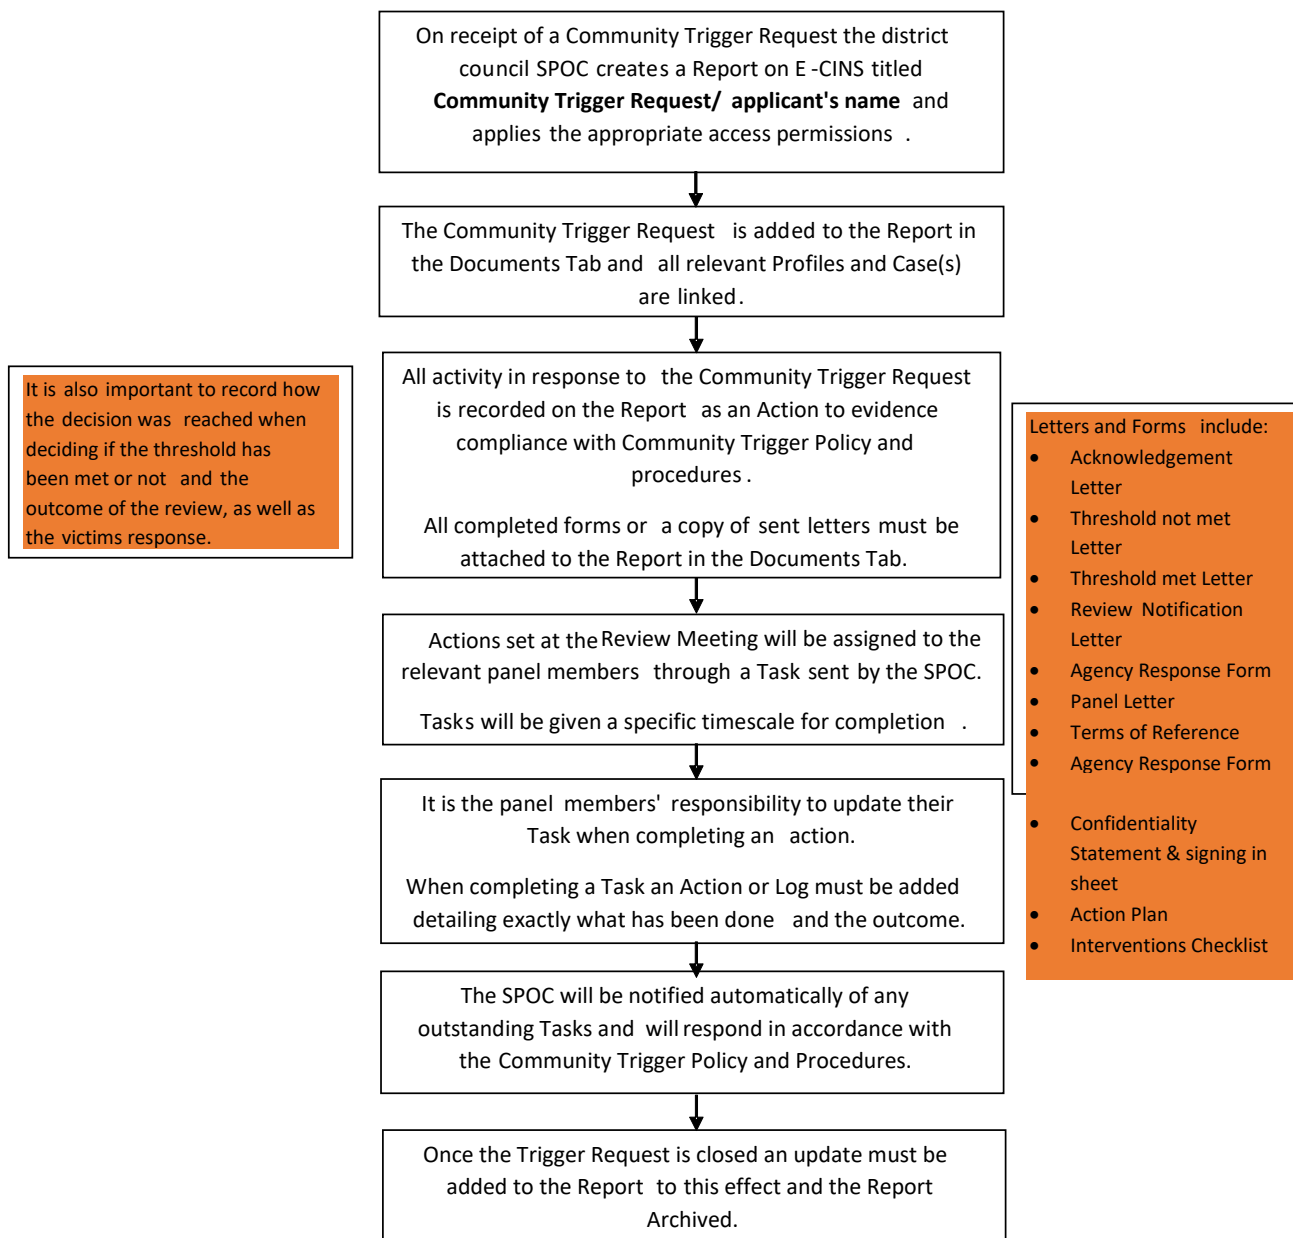 On receipt of a Community Trigger Request the district
council SPOC creates a Report on E-CINS titled
Community Trigger Request/ applicant's name and
applies the appropriate access permissions .
The Community Trigger Request is added to the Report in
the Documents Tab and all relevant Profiles and Case(s)
are linked.
It is also important to record how
the decision was reached when
deciding if the threshold has
been met or not and the
outcome of the review, as well as
the victims response.
All activity in response to the Community Trigger Request
is recorded on the Report as an Action to evidence
compliance with Community Trigger Policy and
procedures .
All completed forms or a copy of sent letters must be
attached to the Report in the Documents Tab.
Letters and Forms include:
• Acknowledgement
Letter
• Threshold not met
Letter
• Threshold met Letter
• Review Notification
Letter
• Agency Response Form
• Panel Letter
• Terms of Reference
• Agency Response Form
• Confidentiality
Statement & signing in
sheet
• Action Plan
• Interventions Checklist
Actions set at the Review Meeting will be assigned to the
relevant panel members through a Task sent by the SPOC.
Tasks will be given a specific timescale for completion .
It is the panel members' responsibility to update their
Task when completing an action.
When completing a Task an Action or Log must be added
detailing exactly what has been done and the outcome.
The SPOC will be notified automatically of any
outstanding Tasks and will respond in accordance with
the Community Trigger Policy and Procedures.
Once the Trigger Request is closed an update must be
added to the Report to this effect and the Report
Archived.